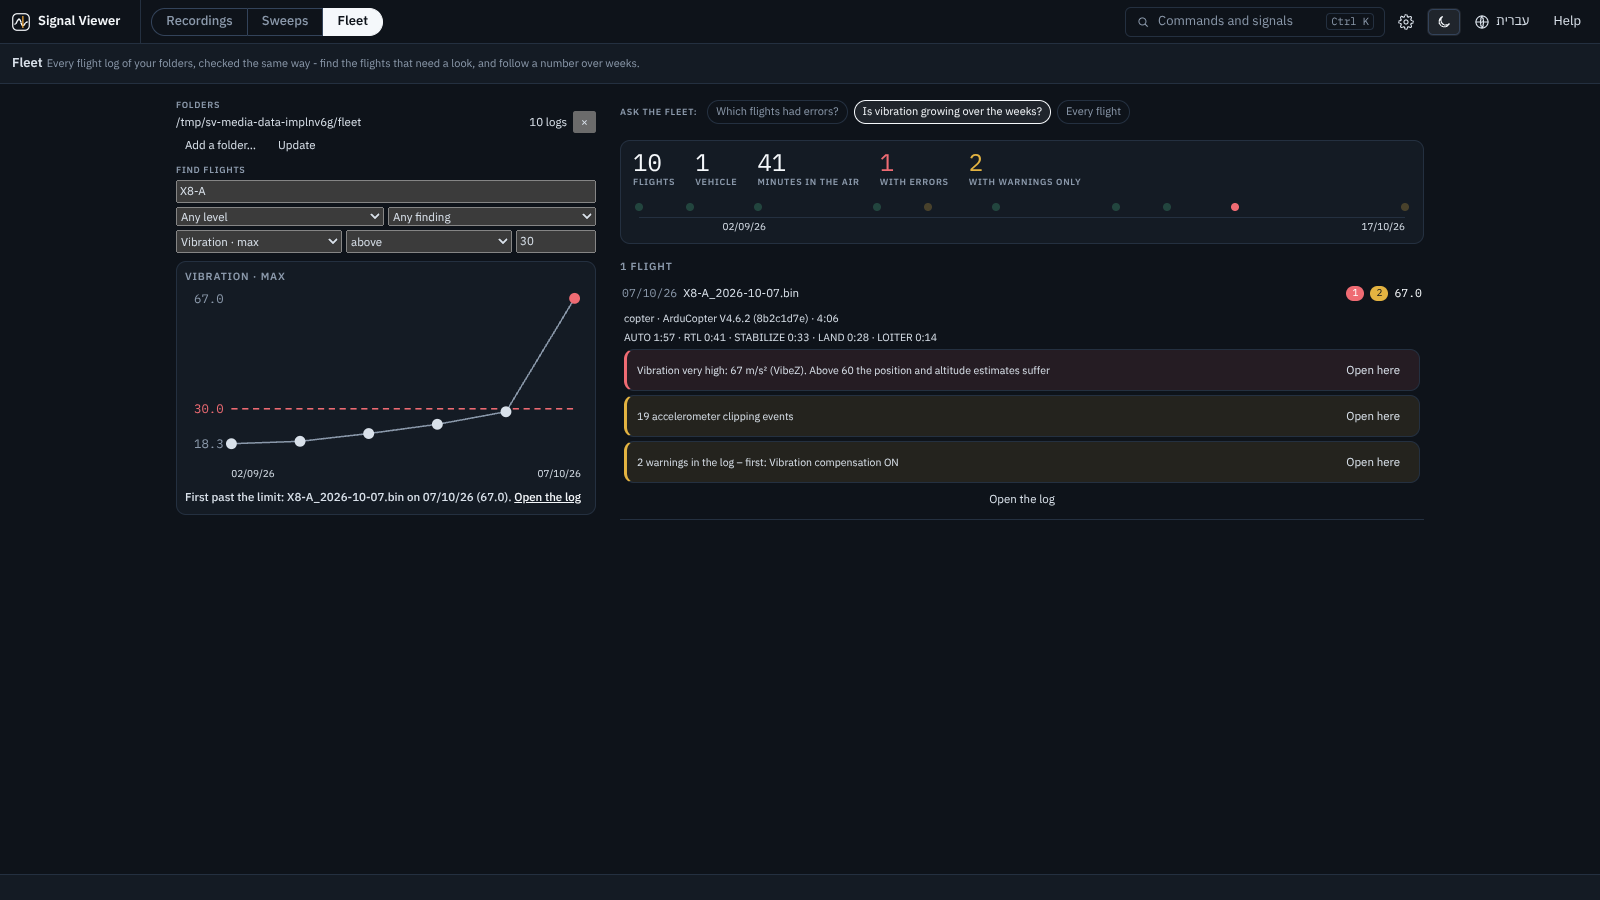 Signal Viewer
Recordings Sweeps Fleet
Commands and signals Ctrl K
עברית
Help
Fleet Every flight log of your folders, checked the same way - find the flights that need a look, and follow a number over weeks.
FOLDERS
/tmp/sv-media-data-implnv6g/fleet 10 logs ×
Add a folder... Update
FIND FLIGHTS
X8-A
Any level Any finding
Vibration · max above 30
VIBRATION · MAX
67.0
30.0
18.3
02/09/26 07/10/26
First past the limit: X8-A_2026-10-07.bin on 07/10/26 (67.0). Open the log
ASK THE FLEET: Which flights had errors? Is vibration growing over the weeks? Every flight
10 1 41 1 2
FLIGHTS VEHICLE MINUTES IN THE AIR WITH ERRORS WITH WARNINGS ONLY
02/09/26 17/10/26
1 FLIGHT
07/10/26 X8-A_2026-10-07.bin 1 2 67.0
copter · ArduCopter V4.6.2 (8b2c1d7e) · 4:06
AUTO 1:57 · RTL 0:41 · STABILIZE 0:33 · LAND 0:28 · LOITER 0:14
Vibration very high: 67 m/s² (VibeZ). Above 60 the position and altitude estimates suffer Open here
19 accelerometer clipping events Open here
2 warnings in the log – first: Vibration compensation ON Open here
Open the log